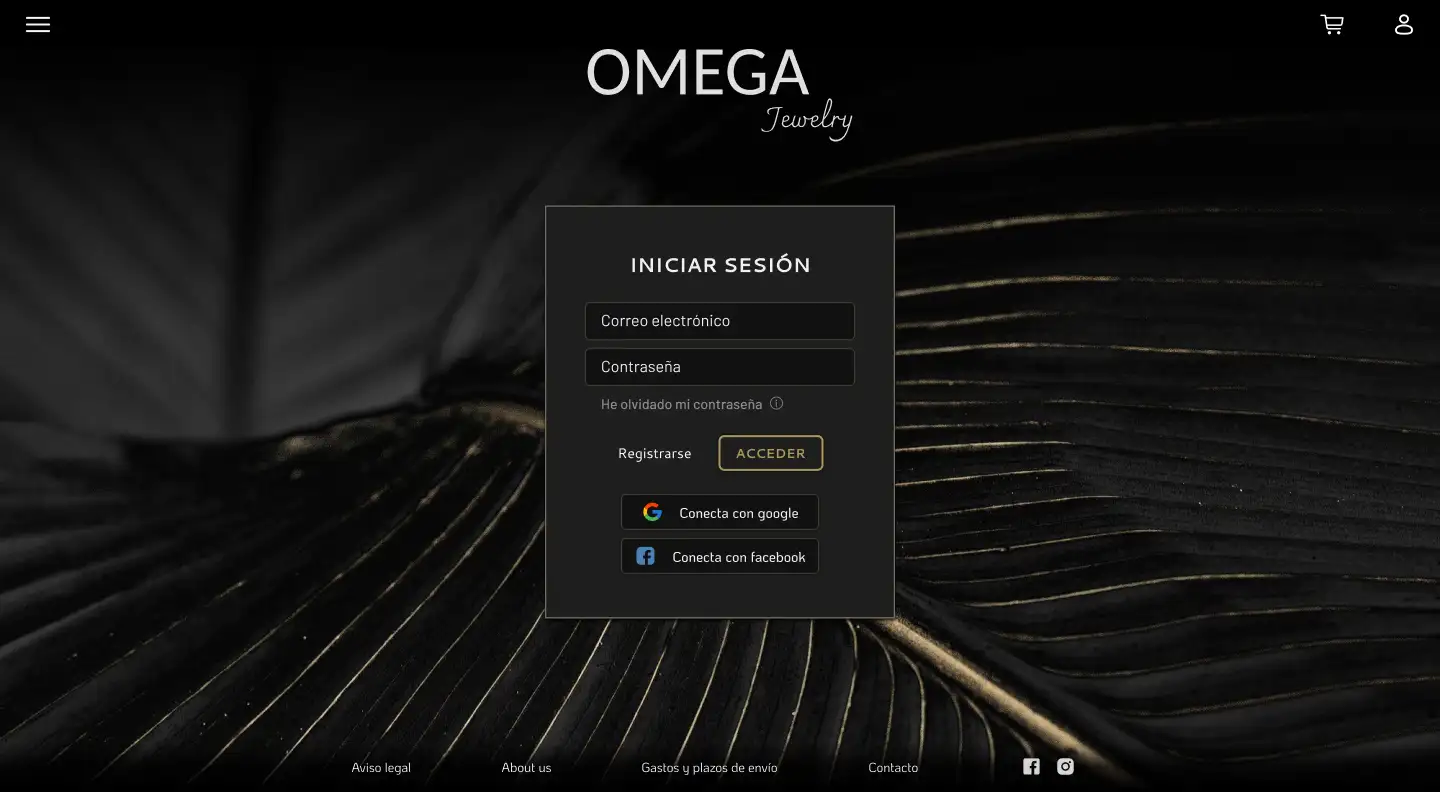 OMEGA
Jewelry
INICIAR SESIÓN
Correo electrónico
Contraseña
He olvidado mi contraseña
Registrarse ACCEDER
Conecta con google
Conecta con facebook
Aviso legal About us Gastos y plazos de envío Contacto